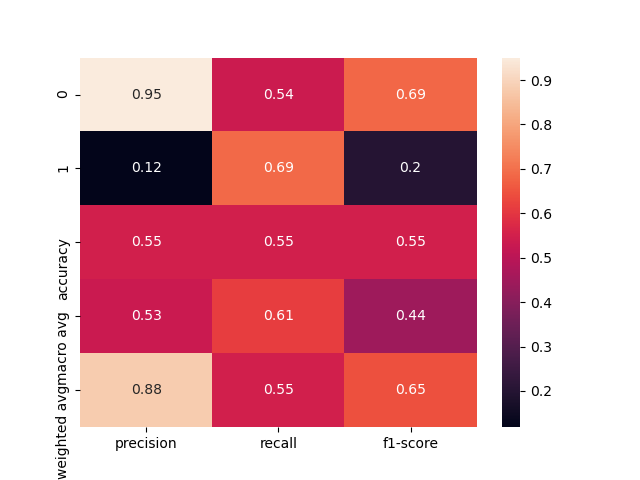 0 0.95 0.54 0.69
1 0.12 0.69 0.2
accuracy 0.55 0.55 0.55
macro avg 0.53 0.61 0.44
weighted avg 0.88 0.55 0.65
precision recall f1-score
0.9
0.8
0.7
0.6
0.5
0.4
0.3
0.2